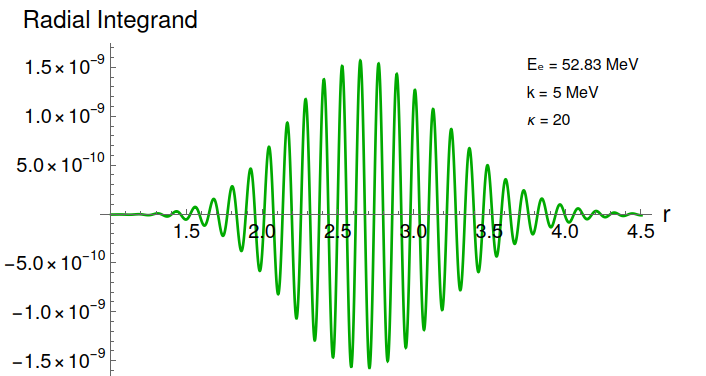 Radial Integrand
1.5×10⁻⁹
1.0×10⁻⁹
5.0×10⁻¹⁰
−5.0×10⁻¹⁰
−1.0×10⁻⁹
−1.5×10⁻⁹
1.5 2.0 2.5 3.0 3.5 4.0 4.5 r
Eₑ = 52.83 MeV
k = 5 MeV
κ = 20